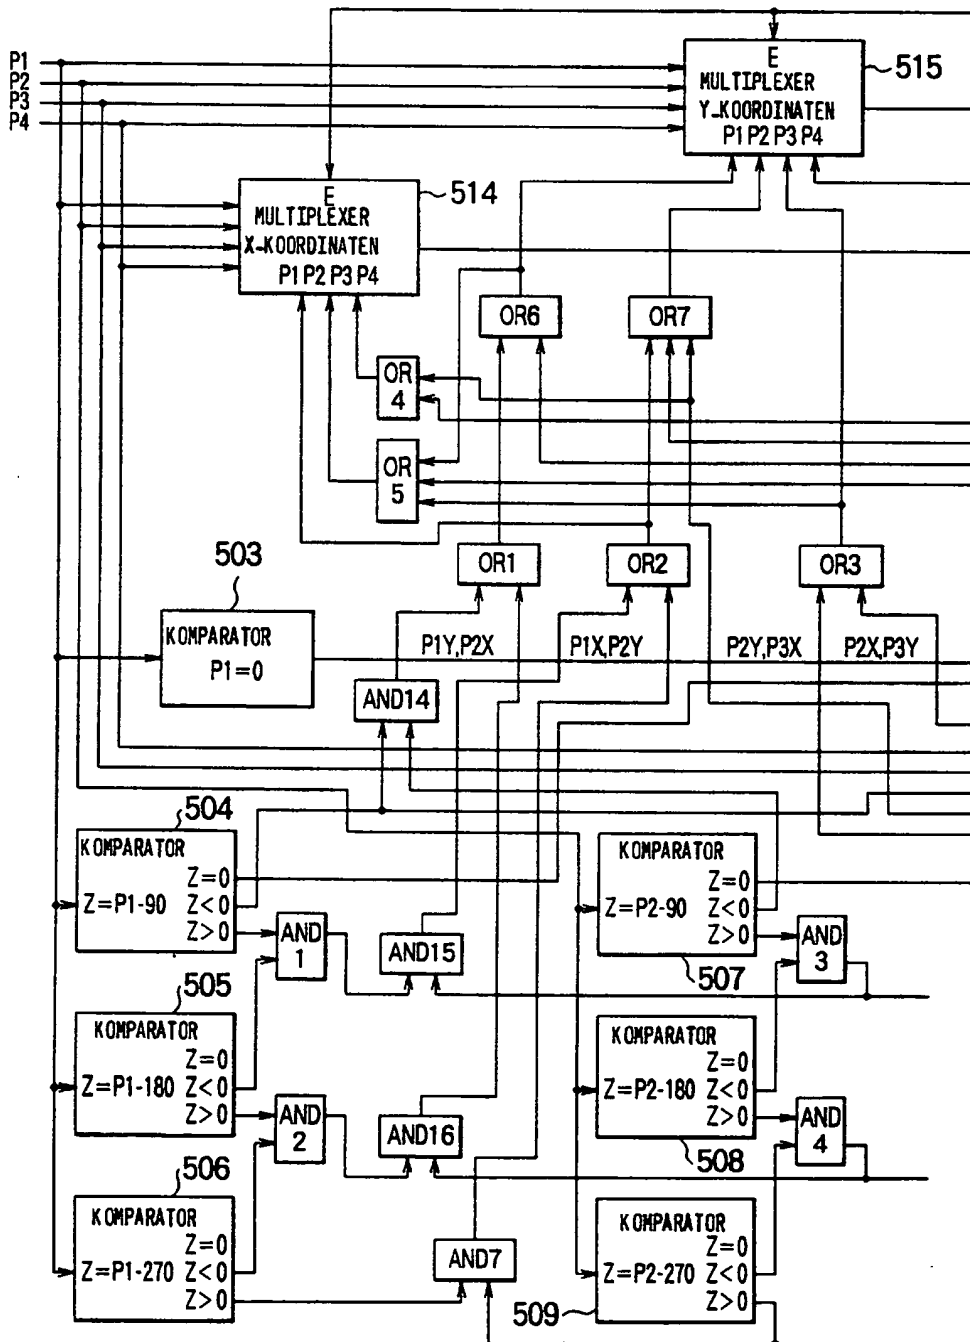 P1
P2
P3
P4
E
MULTIPLEXER
Y-KOORDINATEN
P1 P2 P3 P4
515
E
MULTIPLEXER
X-KOORDINATEN
P1 P2 P3 P4
514
OR6
OR7
OR
4
OR
5
OR1
OR2
OR3
503
KOMPARATOR
P1=0
P1Y,P2X
P1X,P2Y
P2Y,P3X
P2X,P3Y
AND14
504
KOMPARATOR
Z=0
Z=P1-90 Z<0
Z>0
AND
1
AND15
KOMPARATOR
Z=0
Z=P2-90 Z<0
Z>0
507
AND
3
505
KOMPARATOR
Z=0
Z=P1-180 Z<0
Z>0
AND
2
AND16
KOMPARATOR
Z=0
Z=P2-180 Z<0
Z>0
508
AND
4
506
KOMPARATOR
Z=0
Z=P1-270 Z<0
Z>0
AND7
KOMPARATOR
Z=0
Z=P2-270 Z<0
Z>0
509